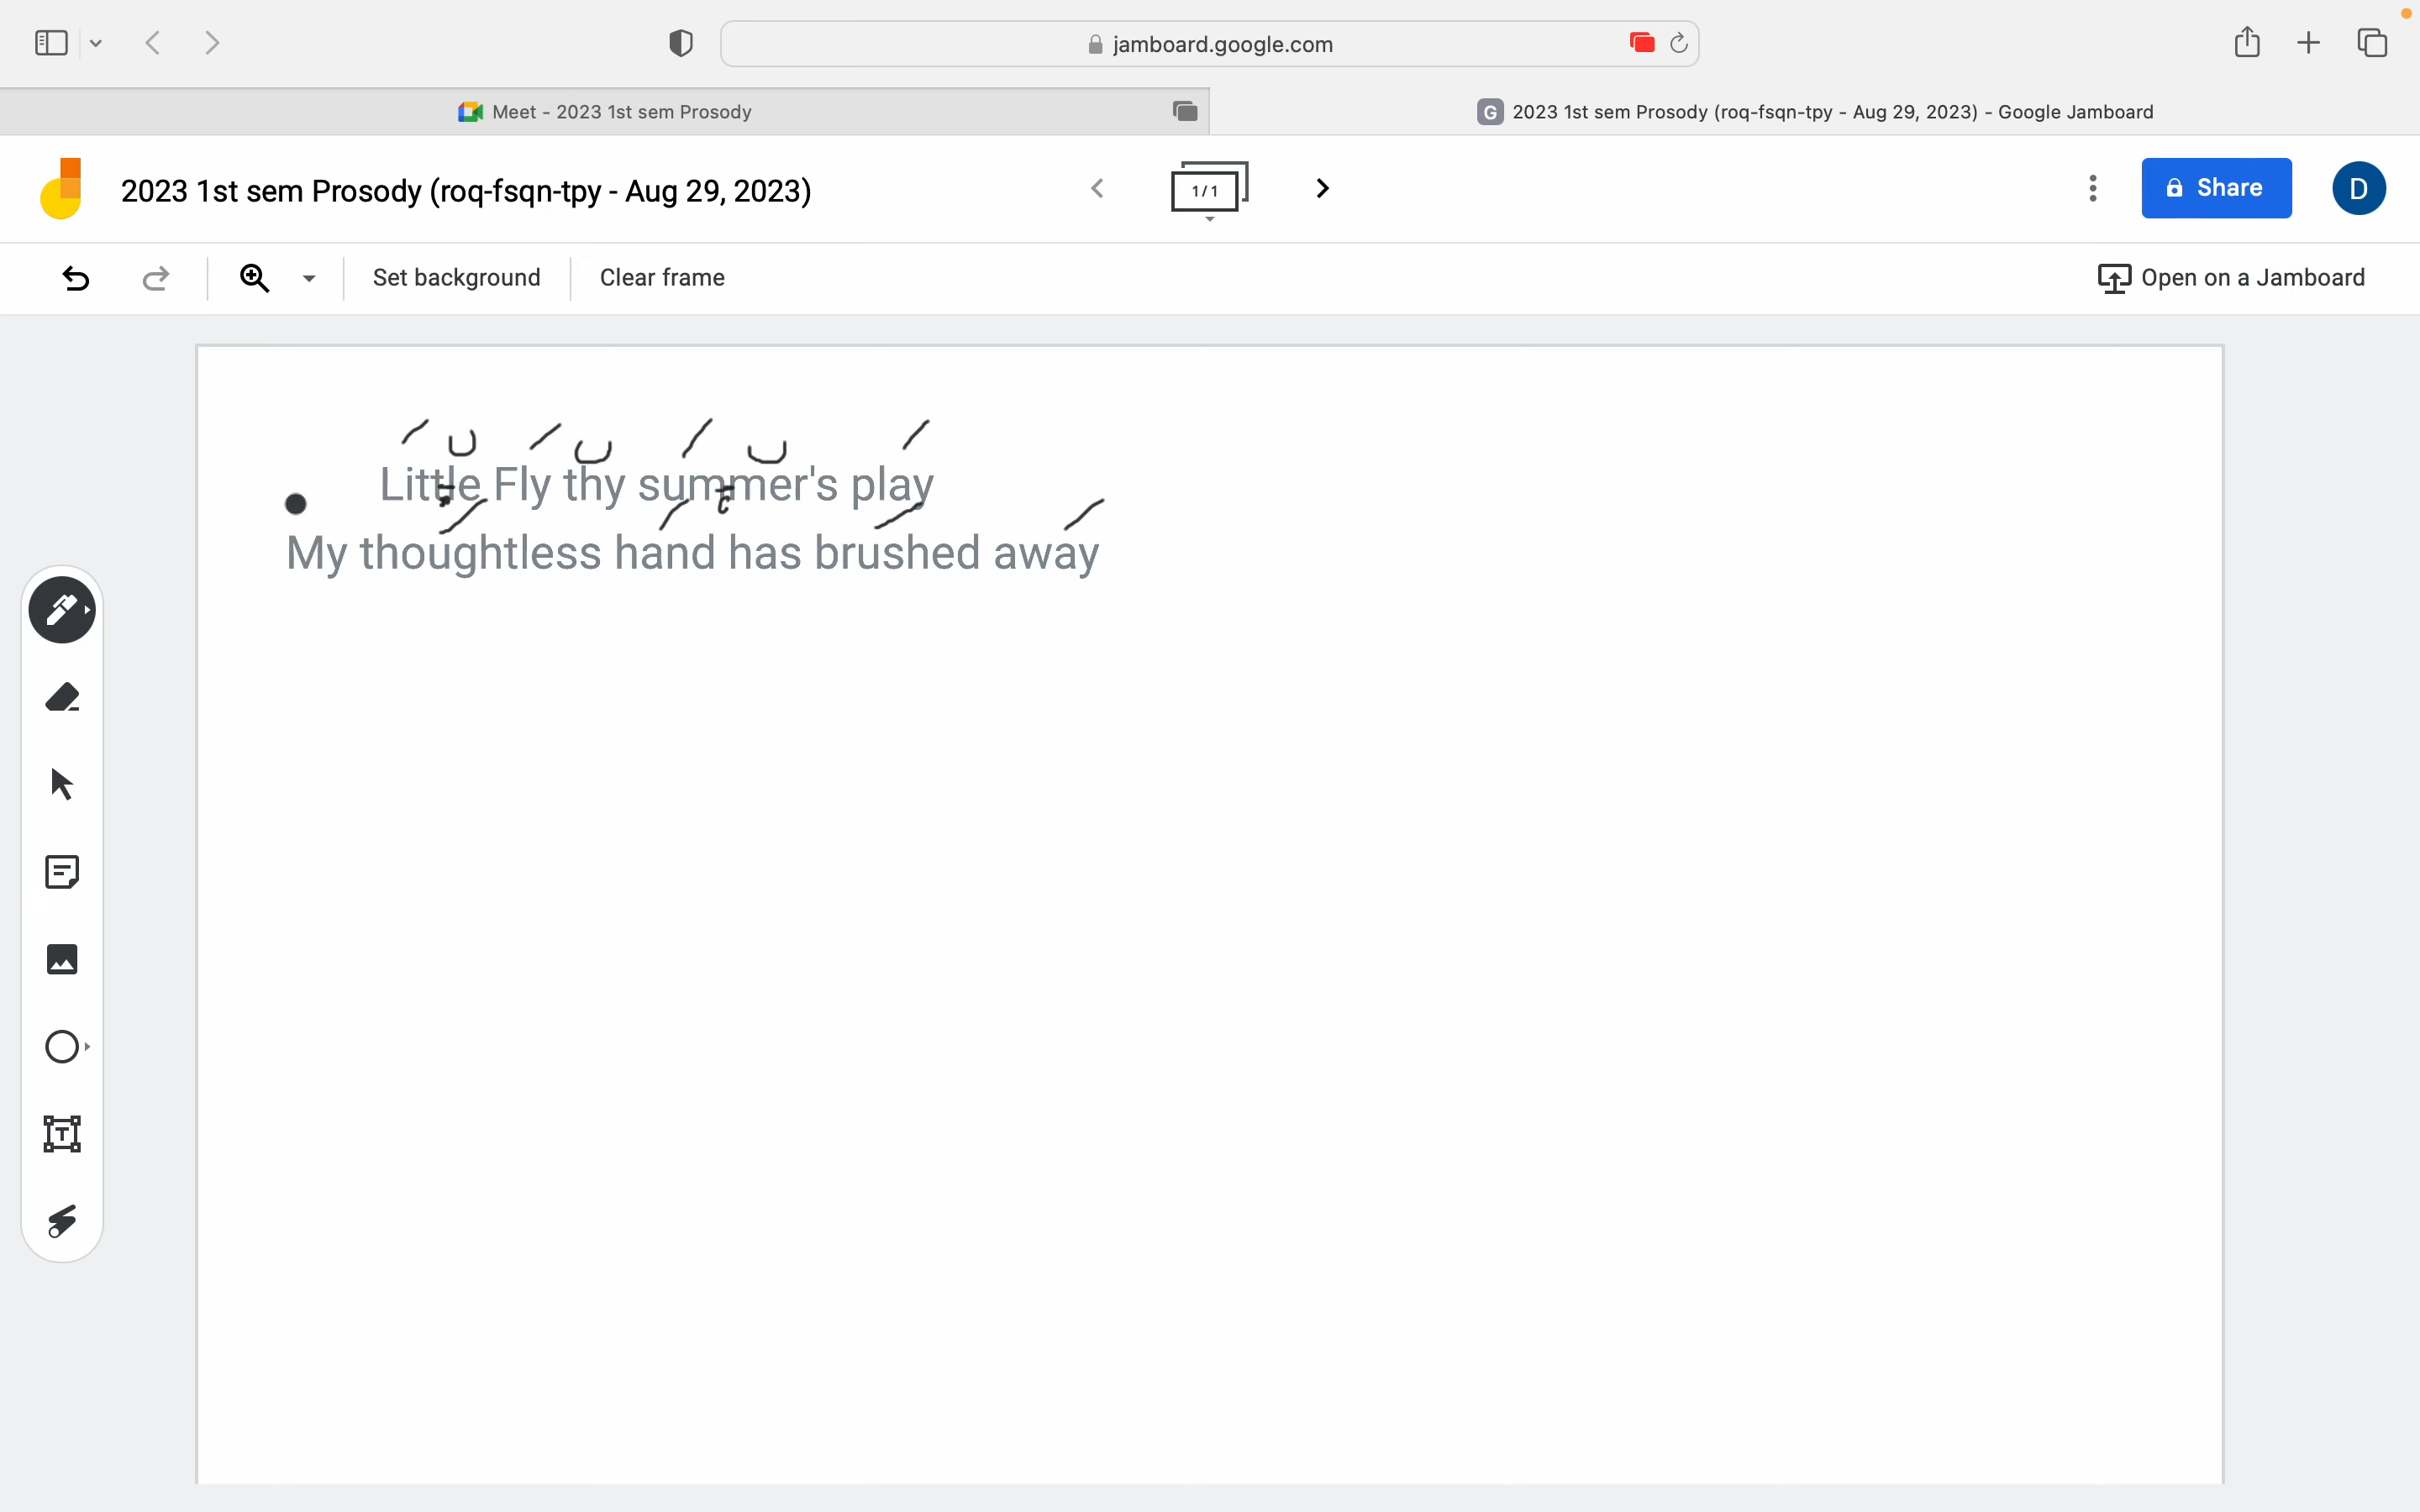 jamboard.google.com
Meet - 2023 1st sem Prosody
G 2023 1st sem Prosody (roq-fsqn-tpy - Aug 29, 2023) - Google Jamboard
2023 1st sem Prosody (roq-fsqn-tpy - Aug 29, 2023)
1/1
Share
D
Set background
Clear frame
Open on a Jamboard
Little Fly thy summer's play
My thoughtless hand has brushed away